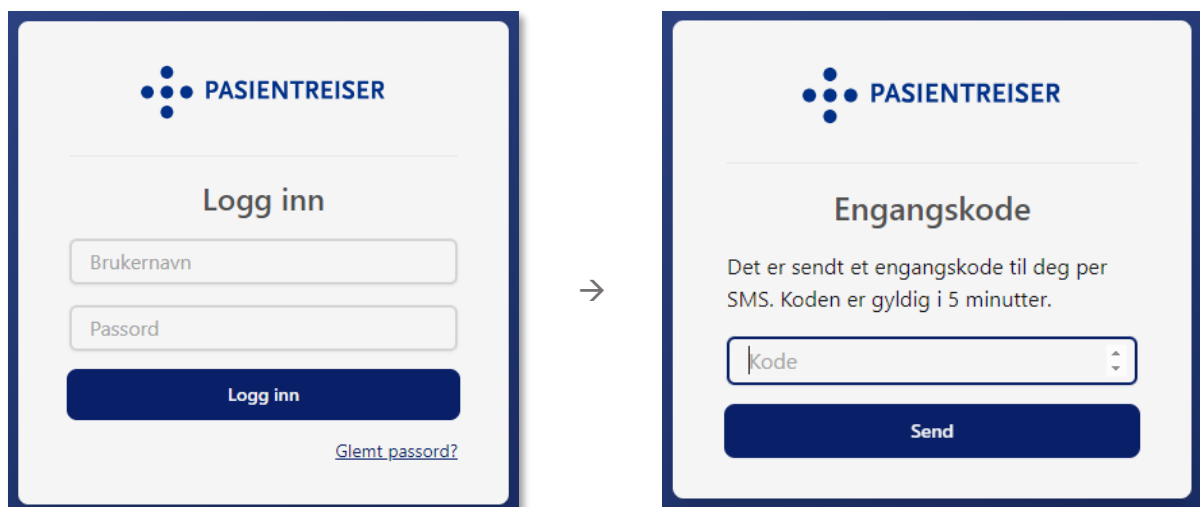 PASIENTREISER
Logg inn
Brukernavn
Passord
Logg inn
Glemt passord?
→
PASIENTREISER
Engangskode
Det er sendt et engangskode til deg per
SMS. Koden er gyldig i 5 minutter.
Kode
Send